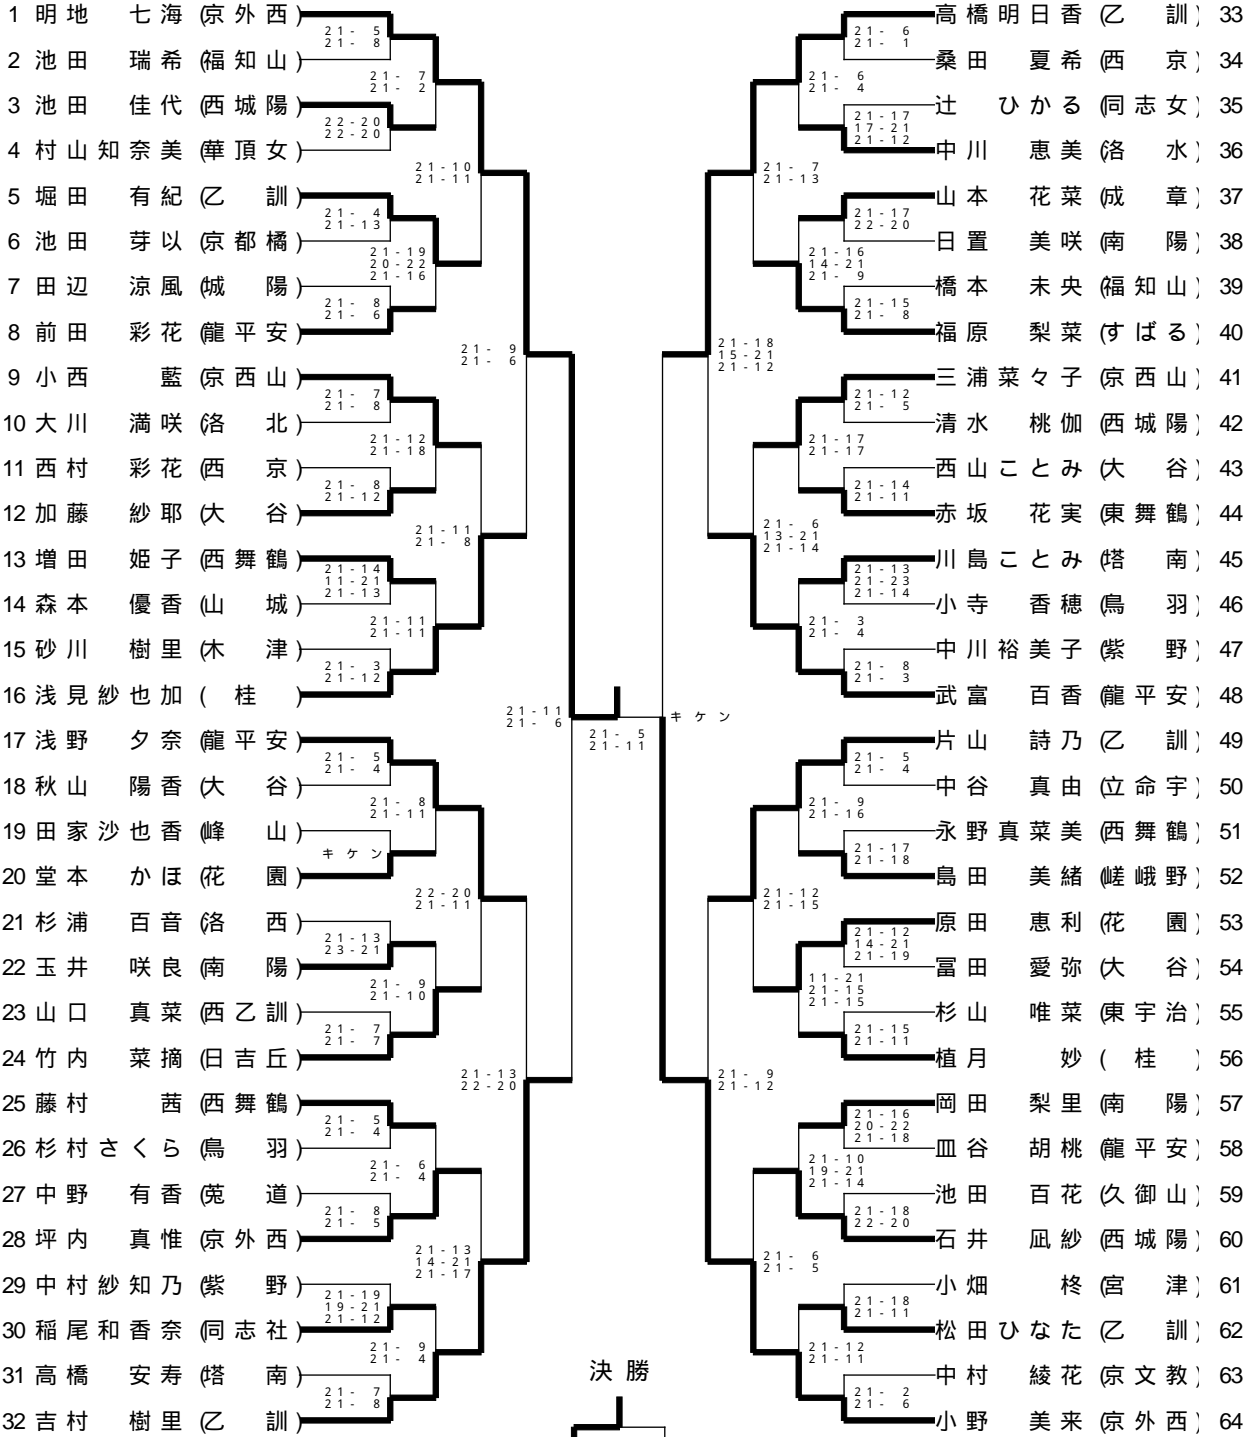 1 明地 七海 (京外西)
21- 5
21- 8
2 池田 瑞希 (福知山)
21- 7
21- 2
3 池田 佳代 (西城陽)
22-20
22-20
4 村山知奈美 (華頂女)
21-10
21-11
5 堀田 有紀 (乙 訓)
21- 4
21-13
6 池田 芽以 (京都橘)
21-19
20-22
21-16
7 田辺 涼風 (城 陽)
21- 8
21- 6
8 前田 彩花 (龍平安)
21- 9
21- 6
9 小西 藍 (京西山)
21- 7
21- 8
10 大川 満咲 (洛 北)
21-12
21-18
11 西村 彩花 (西 京)
21- 8
21-12
12 加藤 紗耶 (大 谷)
21-11
21- 8
13 増田 姫子 (西舞鶴)
21-14
11-21
21-13
14 森本 優香 (山 城)
21-11
21-11
15 砂川 樹里 (木 津)
21- 3
21-12
16 浅見紗也加 ( 桂 )
21-11
21- 6
17 浅野 夕奈 (龍平安)
21- 5
21- 4
18 秋山 陽香 (大 谷)
21- 8
21-11
19 田家沙也香 (峰 山)
キケン
20 堂本 かほ (花 園)
22-20
21-11
21 杉浦 百音 (洛 西)
21-13
23-21
22 玉井 咲良 (南 陽)
21- 9
21-10
23 山口 真菜 (西乙訓)
21- 7
21- 7
24 竹内 菜摘 (日吉丘)
21-13
22-20
25 藤村 茜 (西舞鶴)
21- 5
21- 4
26 杉村さくら (鳥 羽)
21- 6
21- 4
27 中野 有香 (莵 道)
21- 8
21- 5
28 坪内 真惟 (京外西)
21-13
14-21
21-17
29 中村紗知乃 (紫 野)
21-19
19-21
21-12
30 稲尾和香奈 (同志社)
21- 9
21- 4
31 高橋 安寿 (塔 南)
21- 7
21- 8
32 吉村 樹里 (乙 訓)
21- 5
21-11
キケン
決勝
高橋明日香 (乙 訓) 33
21- 6
21- 1
桑田 夏希 (西 京) 34
21- 6
21- 4
辻 ひかる (同志女) 35
21-17
17-21
21-12
中川 恵美 (洛 水) 36
21- 7
21-13
山本 花菜 (成 章) 37
21-17
22-20
日置 美咲 (南 陽) 38
21-16
14-21
21- 9
橋本 未央 (福知山) 39
21-15
21- 8
福原 梨菜 (すばる) 40
21-18
15-21
21-12
三浦菜々子 (京西山) 41
21-12
21- 5
清水 桃伽 (西城陽) 42
21-17
21-17
西山ことみ (大 谷) 43
21-14
21-11
赤坂 花実 (東舞鶴) 44
21- 6
13-21
21-14
川島ことみ (塔 南) 45
21-13
21-23
21-14
小寺 香穂 (鳥 羽) 46
21- 3
21- 4
中川裕美子 (紫 野) 47
21- 8
21- 3
武富 百香 (龍平安) 48
片山 詩乃 (乙 訓) 49
21- 5
21- 4
中谷 真由 (立命宇) 50
21- 9
21-16
永野真菜美 (西舞鶴) 51
21-17
21-18
島田 美緒 (嵯峨野) 52
21-12
21-15
原田 恵利 (花 園) 53
21-12
14-21
21-19
冨田 愛弥 (大 谷) 54
11-21
21-15
21-15
杉山 唯菜 (東宇治) 55
21-15
21-11
植月 妙 ( 桂 ) 56
21- 9
21-12
岡田 梨里 (南 陽) 57
21-16
20-22
21-18
皿谷 胡桃 (龍平安) 58
21-10
19-21
21-14
池田 百花 (久御山) 59
21-18
22-20
石井 凪紗 (西城陽) 60
21- 6
21- 5
小畑 柊 (宮 津) 61
21-18
21-11
松田ひなた (乙 訓) 62
21-12
21-11
中村 綾花 (京文教) 63
21- 2
21- 6
小野 美来 (京外西) 64